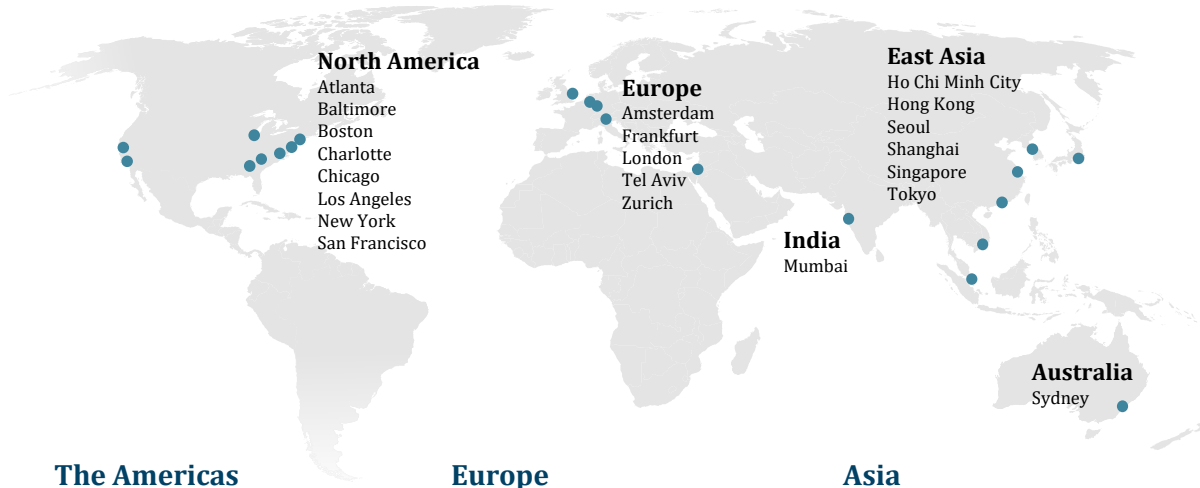 North America
Atlanta
Baltimore
Boston
Charlotte
Chicago
Los Angeles
New York
San Francisco
Europe
Amsterdam
Frankfurt
London
Tel Aviv
Zurich
India
Mumbai
East Asia
Ho Chi Minh City
Hong Kong
Seoul
Shanghai
Singapore
Tokyo
Australia
Sydney
The Americas
Europe
Asia